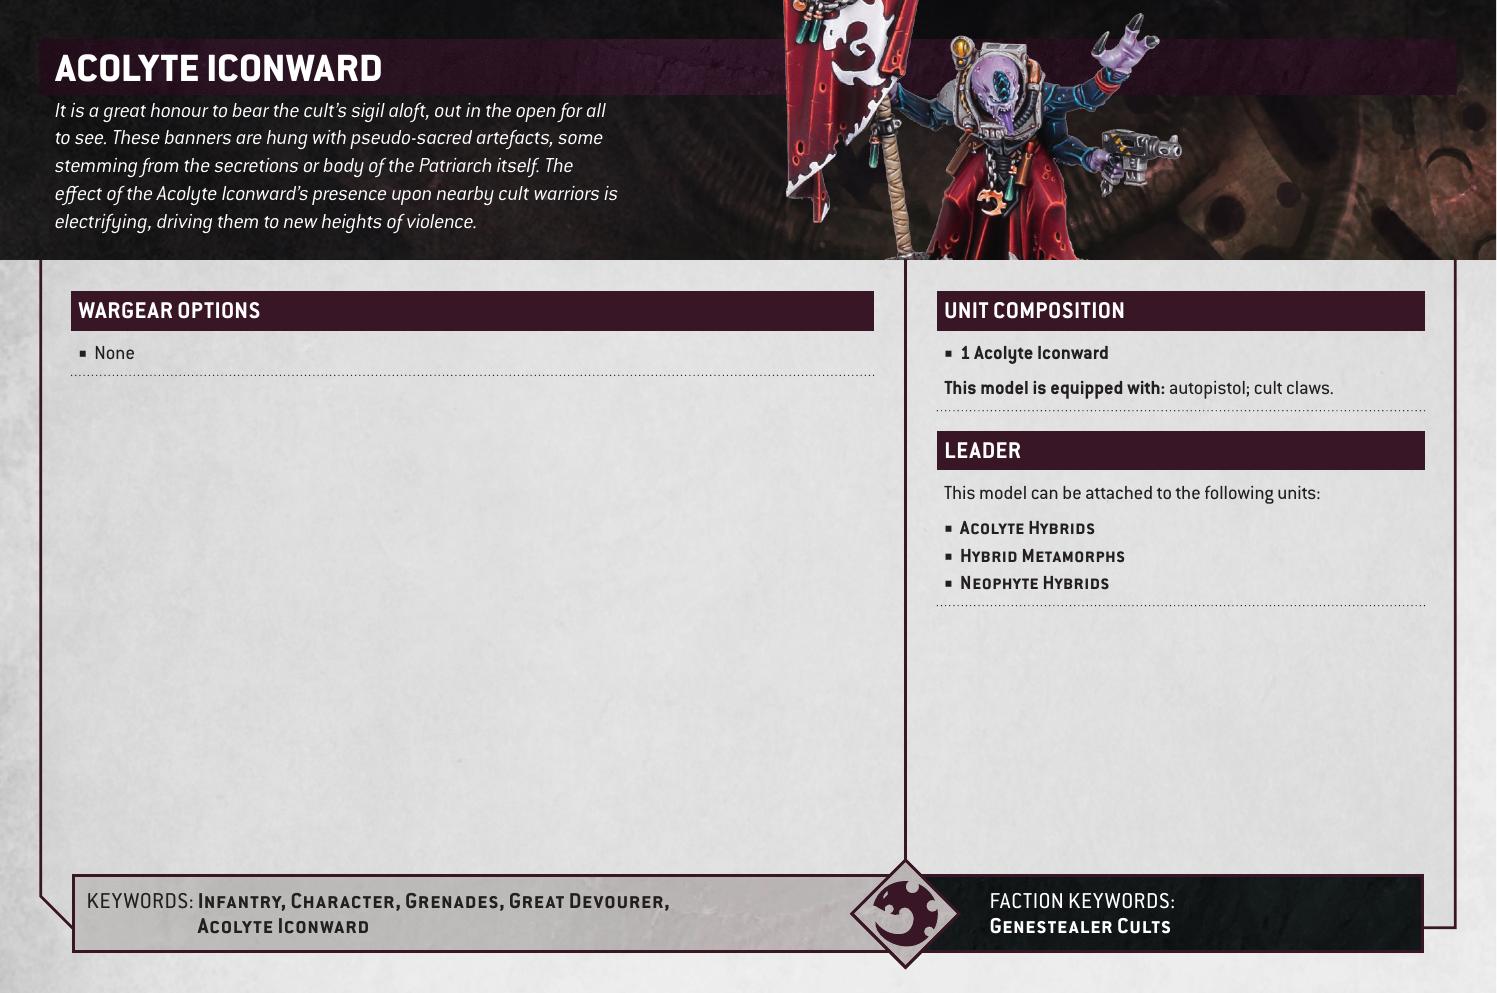 ACOLYTE ICONWARD
It is a great honour to bear the cult's sigil aloft, out in the open for all
to see. These banners are hung with pseudo-sacred artefacts, some
stemming from the secretions or body of the Patriarch itself. The
effect of the Acolyte Iconward's presence upon nearby cult warriors is
electrifying, driving them to new heights of violence.
WARGEAR OPTIONS
▪ None
UNIT COMPOSITION
▪ 1 Acolyte Iconward
This model is equipped with: autopistol; cult claws.
LEADER
This model can be attached to the following units:
▪ Acolyte Hybrids
▪ Hybrid Metamorphs
▪ Neophyte Hybrids
KEYWORDS: Infantry, Character, Grenades, Great Devourer,
Acolyte Iconward
FACTION KEYWORDS:
Genestealer Cults